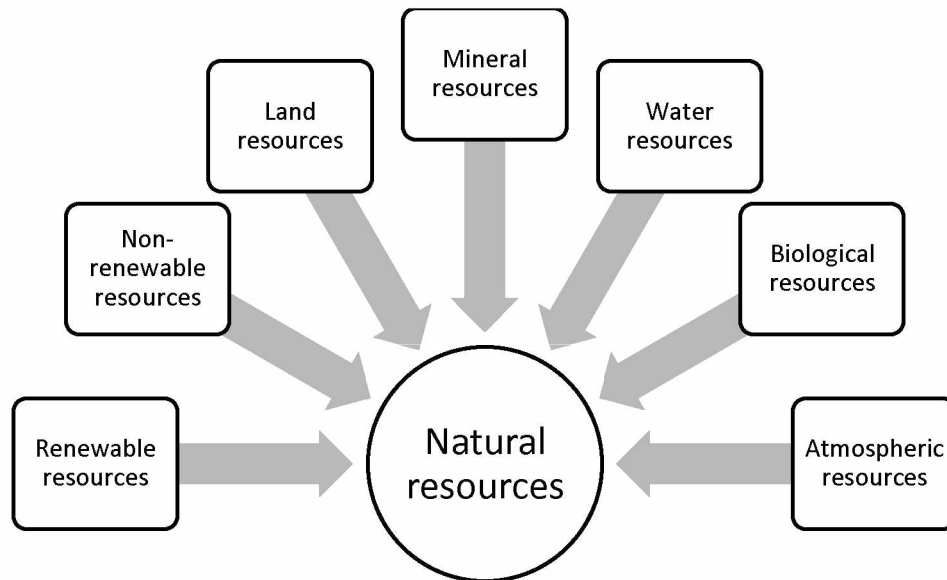 Mineral
resources
Land
resources
Water
resources
Non-
renewable
resources
Biological
resources
Renewable
resources
Natural
resources
Atmospheric
resources